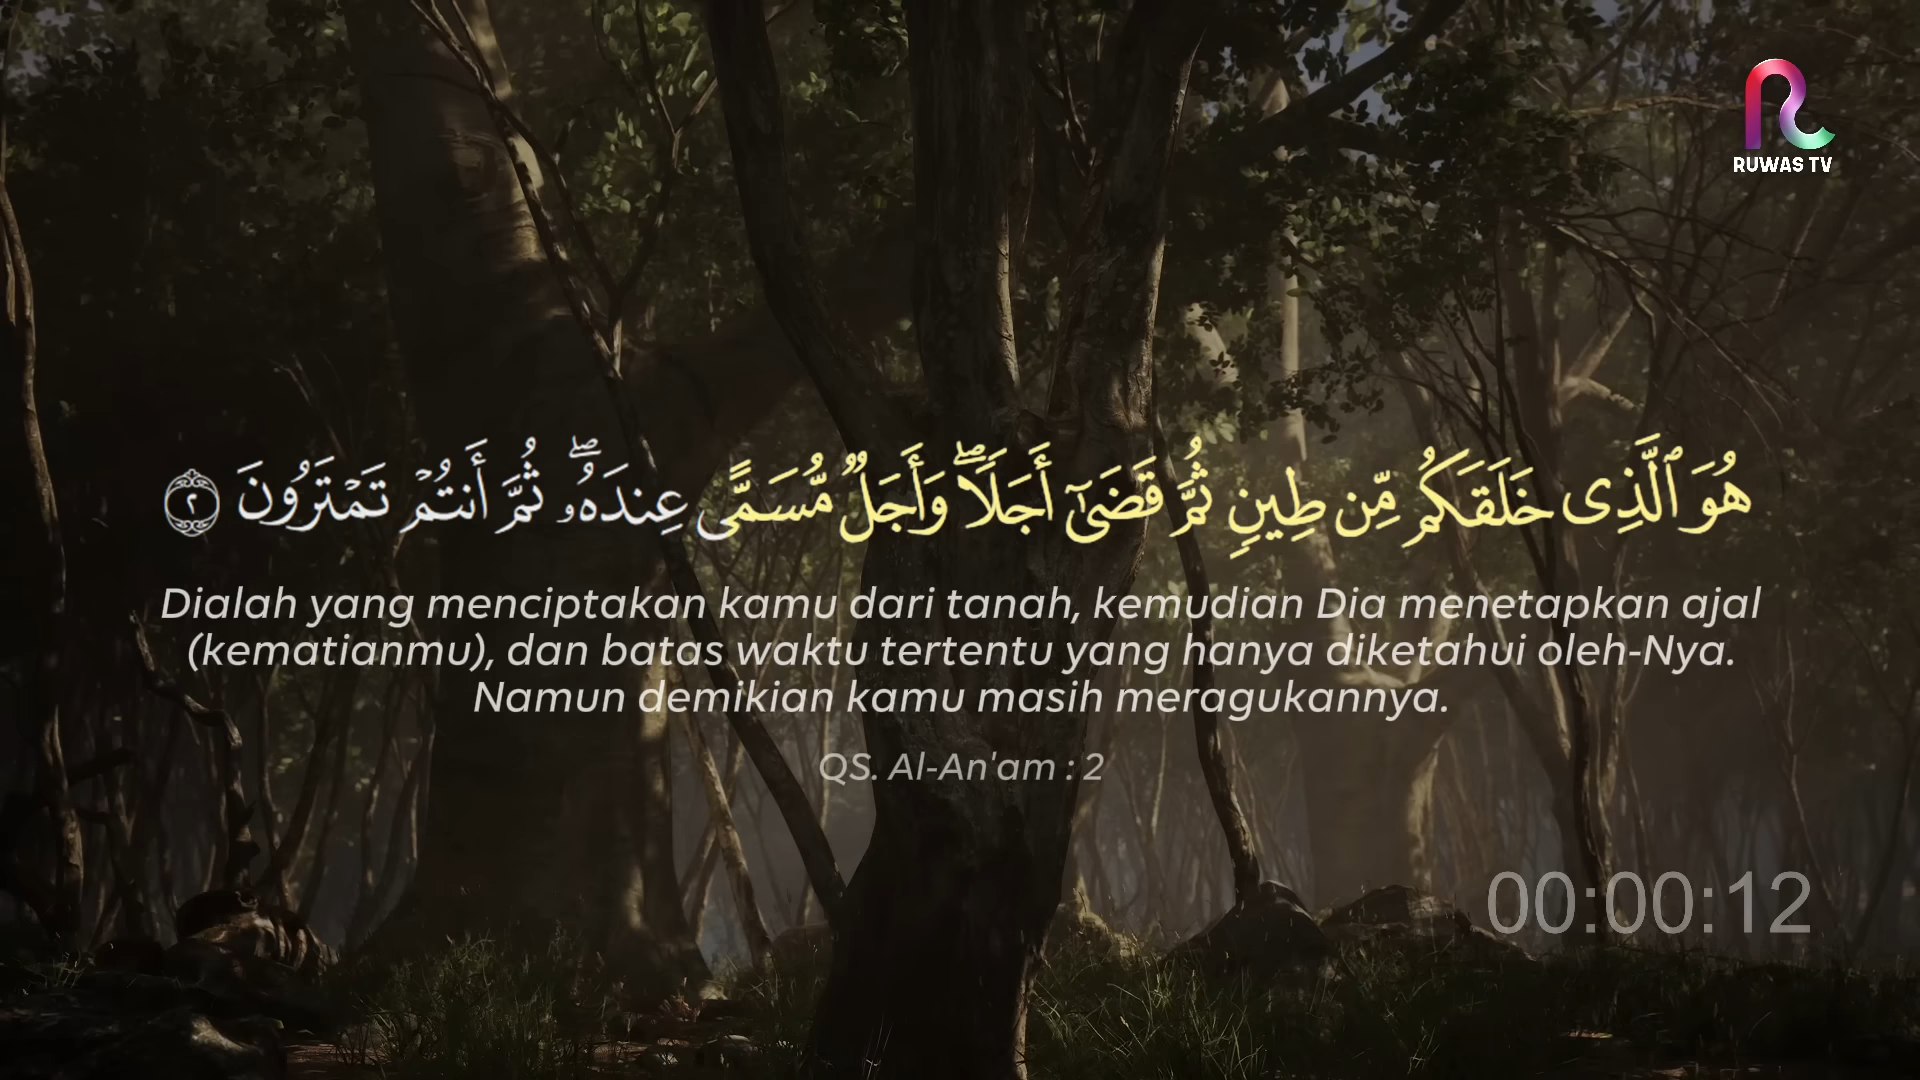 RUWAS TV
هُوَ ٱلَّذِى خَلَقَكُم مِّن طِينٍ ثُمَّ قَضَىٰٓ أَجَلًا ۖ وَأَجَلٌ مُّسَمًّى عِندَهُۥ ۖ ثُمَّ أَنتُمْ تَمْتَرُونَ ٢
Dialah yang menciptakan kamu dari tanah, kemudian Dia menetapkan ajal
(kematianmu), dan batas waktu tertentu yang hanya diketahui oleh-Nya.
Namun demikian kamu masih meragukannya.
QS. Al-An'am : 2
00:00:12